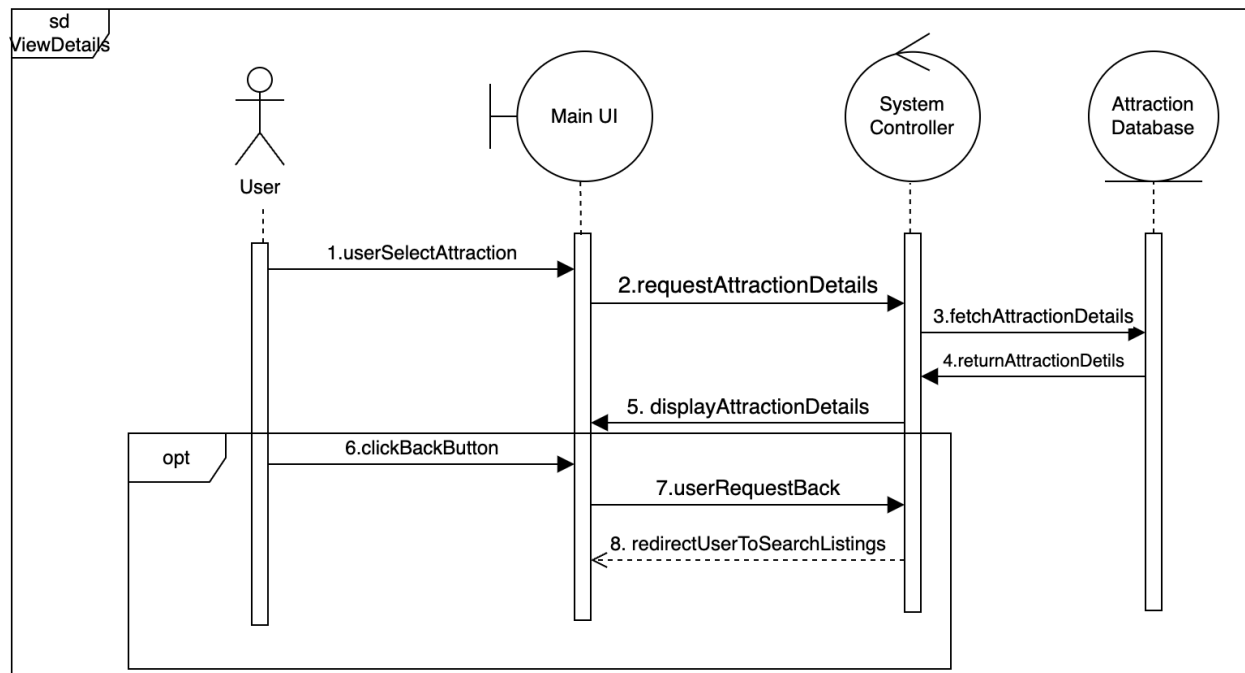 sd
ViewDetails
Main UI
System
Controller
Attraction
Database
User
1.userSelectAttraction
2.requestAttractionDetails
3.fetchAttractionDetails
4.returnAttractionDetils
5. displayAttractionDetails
opt
6.clickBackButton
7.userRequestBack
8. redirectUserToSearchListings